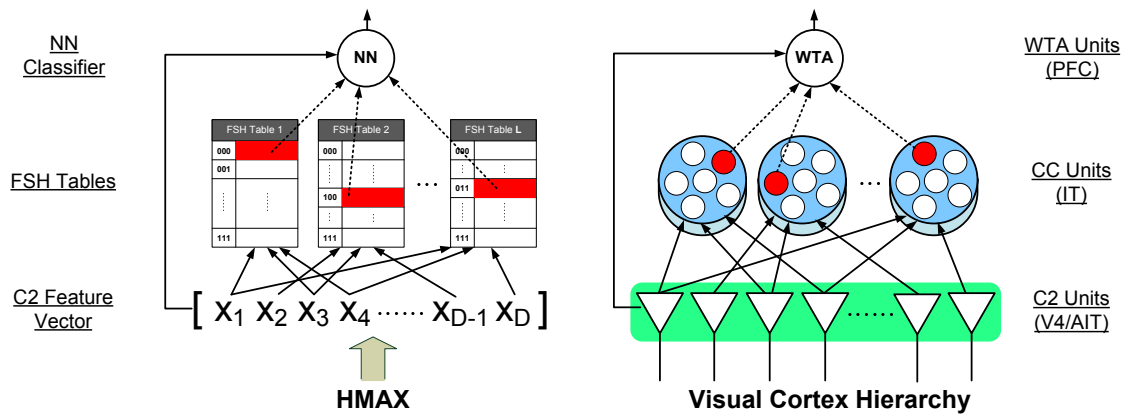 NN
Classifier
NN
WTA
WTA Units
(PFC)
FSH Table 1
FSH Table 2
FSH Table L
000
001
111
000
100
111
000
011
111
FSH Tables
...
...
CC Units
(IT)
C2 Feature
Vector
[ X1 X2 X3 X4 ...... XD-1 XD ]
......
C2 Units
(V4/AIT)
HMAX
Visual Cortex Hierarchy